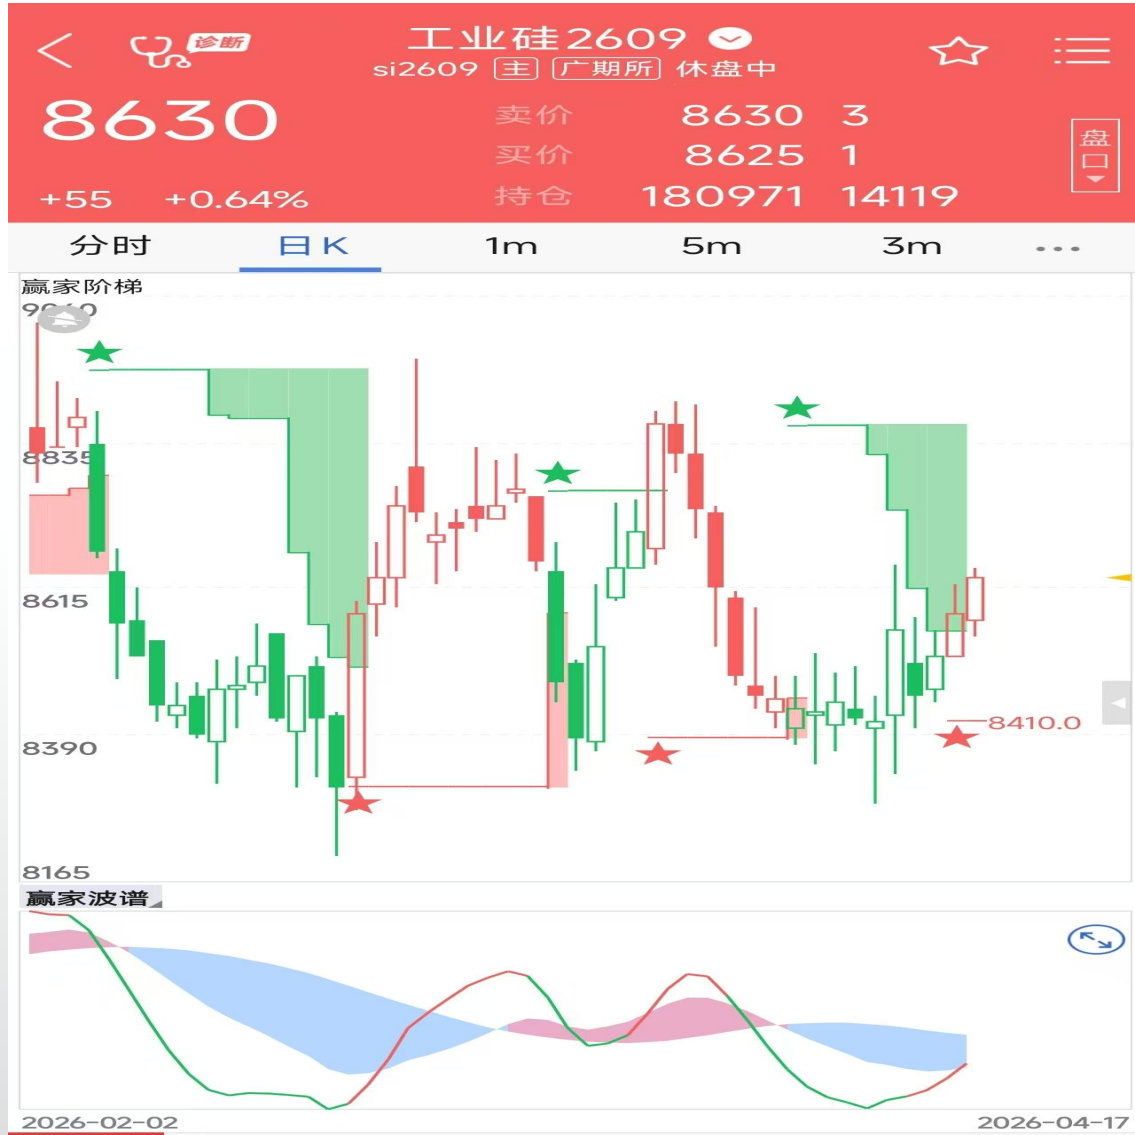 诊断
工业硅2609
si2609 主 广期所 休盘中
8630
卖价 8630 3
买价 8625 1
+55 +0.64% 持仓 180971 14119
盘口
分时 日K 1m 5m 3m ...
赢家阶梯
8835
8615
8390
8410.0
8165
赢家波谱
2026-02-02 2026-04-17